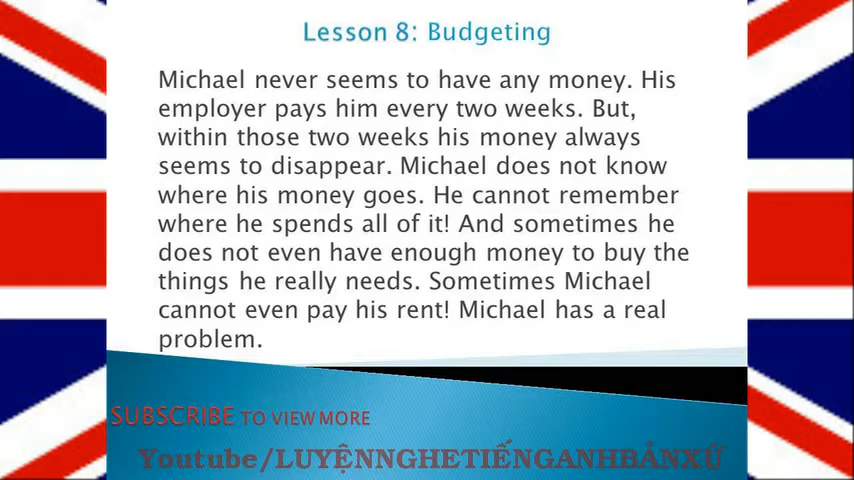 Lesson 8: Budgeting
Michael never seems to have any money. His
employer pays him every two weeks. But,
within those two weeks his money always
seems to disappear. Michael does not know
where his money goes. He cannot remember
where he spends all of it! And sometimes he
does not even have enough money to buy the
things he really needs. Sometimes Michael
cannot even pay his rent! Michael has a real
problem.
SUBSCRIBE TO VIEW MORE
Youtube/LUYỆNNGHETIẾNGANHBẢNXỨ